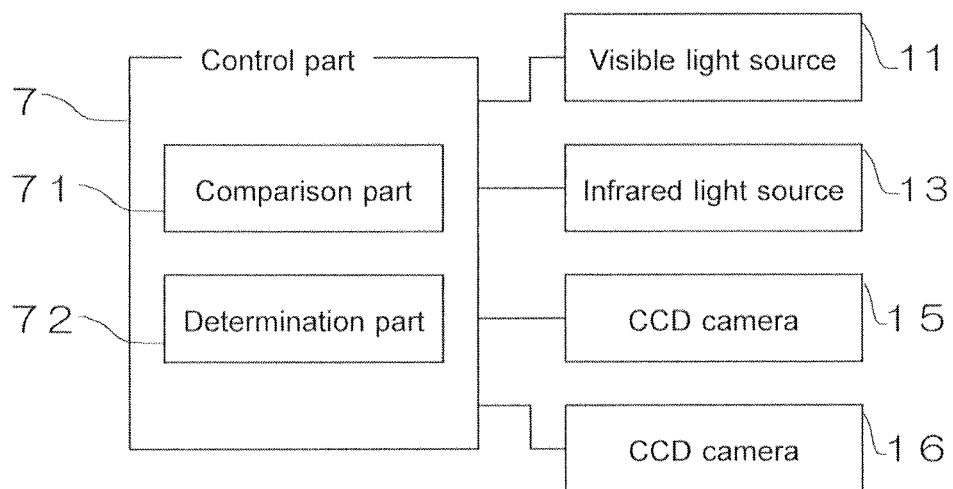 Control part
Visible light source
11
7
71
Comparison part
Infrared light source
13
72
Determination part
CCD camera
15
CCD camera
16